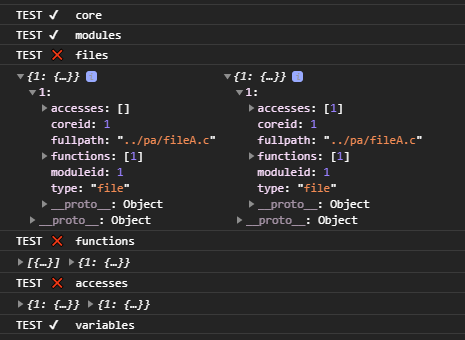 TEST ✔ core
TEST ✔ modules
TEST ❌ files
▼{1: {…}} i ▼{1: {…}} i
▼1: ▼1:
▶accesses: [] ▶accesses: [1]
coreid: 1 coreid: 1
fullpath: "../pa/fileA.c" fullpath: "../pa/fileA.c"
▶functions: [1] ▶functions: [1]
moduleid: 1 moduleid: 1
type: "file" type: "file"
▶__proto__: Object ▶__proto__: Object
▶__proto__: Object ▶__proto__: Object
TEST ❌ functions
▶[{…}] ▶{1: {…}}
TEST ❌ accesses
▶{1: {…}} ▶{1: {…}}
TEST ✔ variables